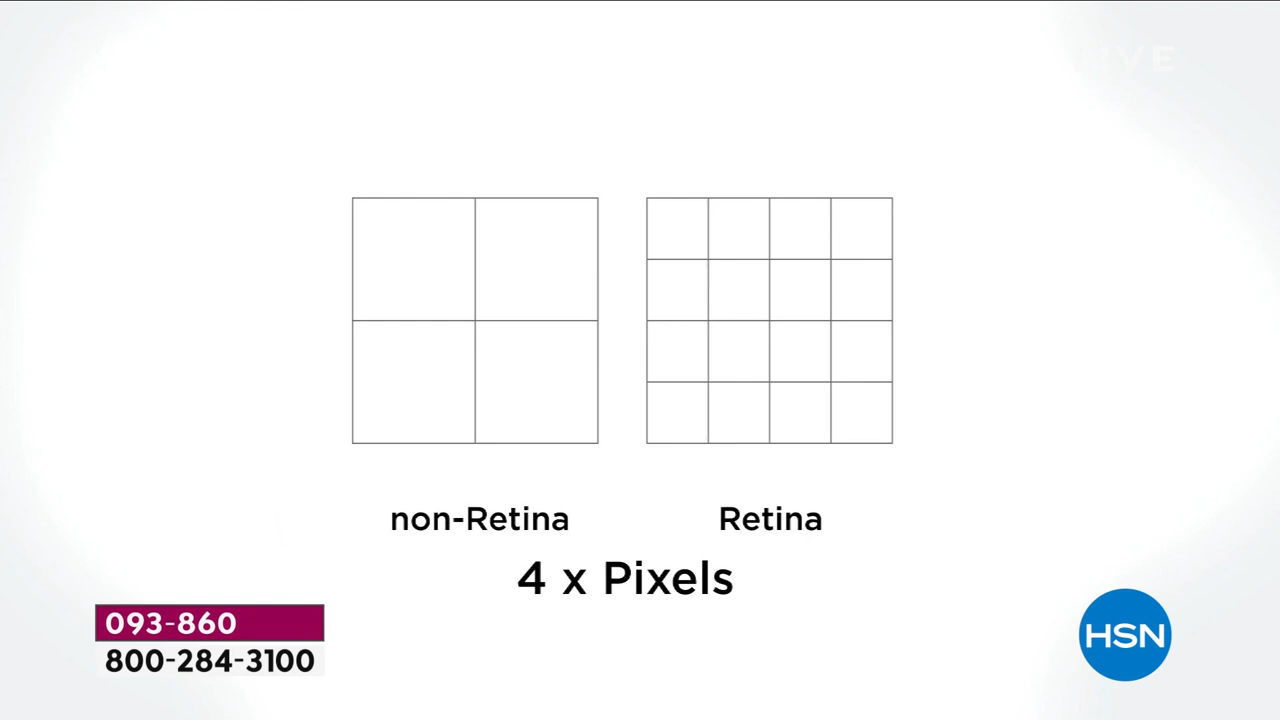 non-Retina
Retina
4 x Pixels
093-860
800-284-3100
HSN